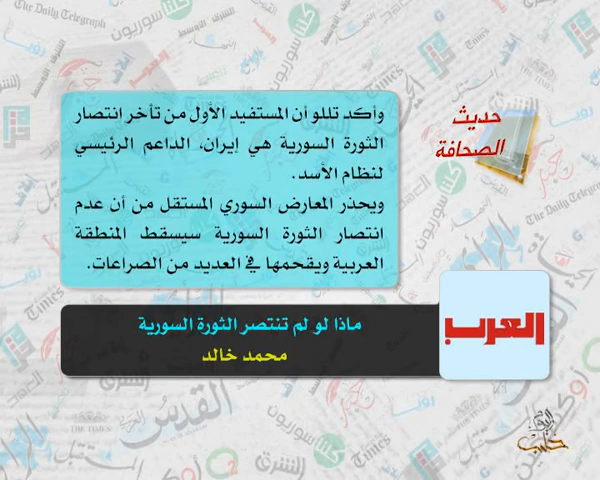 حديث
الصحافة
وأكد تللو أن المستفيد الأول من تأخر انتصار
الثورة السورية هي إيران، الداعم الرئيسي
لنظام الأسد.
ويحذر المعارض السوري المستقل من أن عدم
انتصار الثورة السورية سيسقط المنطقة
العربية ويقحمها في العديد من الصراعات.
العرب
ماذا لو لم تنتصر الثورة السورية
محمد خالد
حلب اليوم